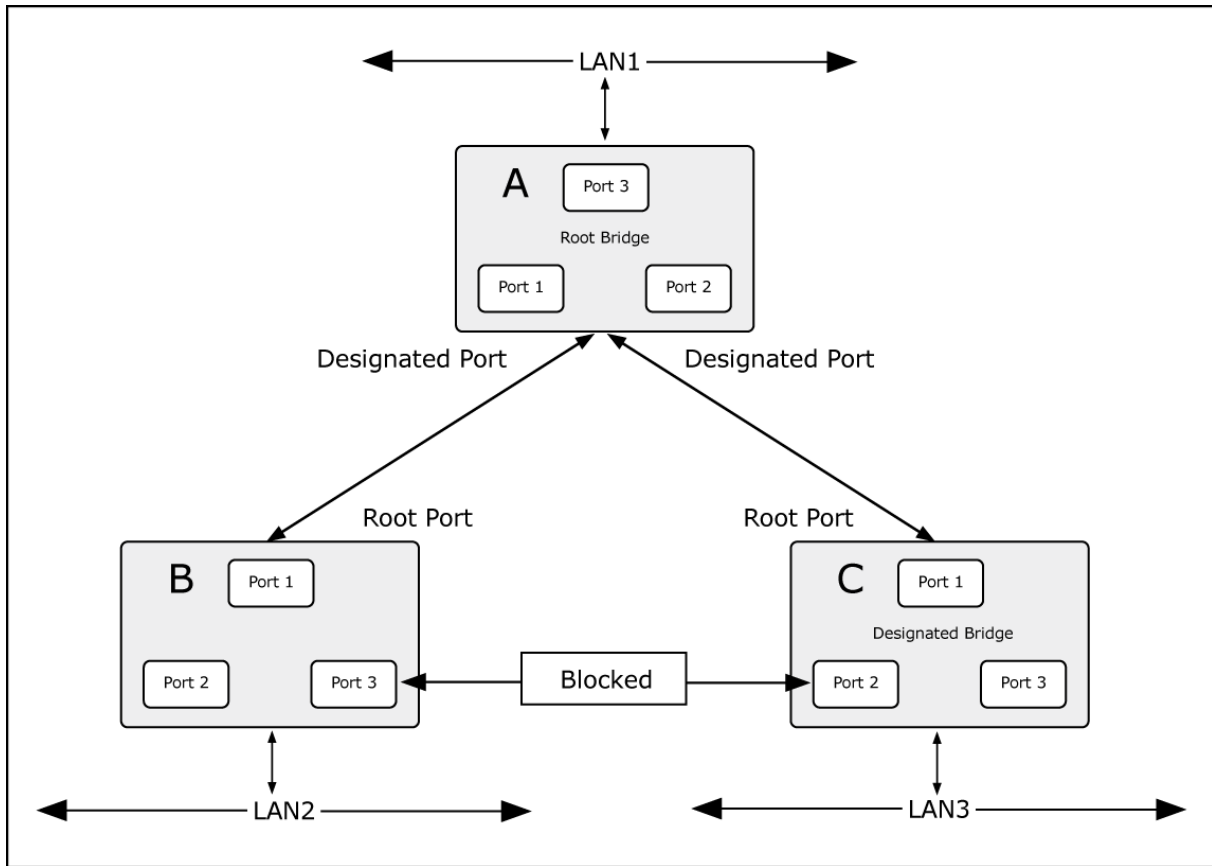 LAN1
A
Port 3
Root Bridge
Port 1
Port 2
Designated Port
Designated Port
Root Port
Root Port
B
Port 1
C
Port 1
Designated Bridge
Port 2
Port 3
Blocked
Port 2
Port 3
LAN2
LAN3